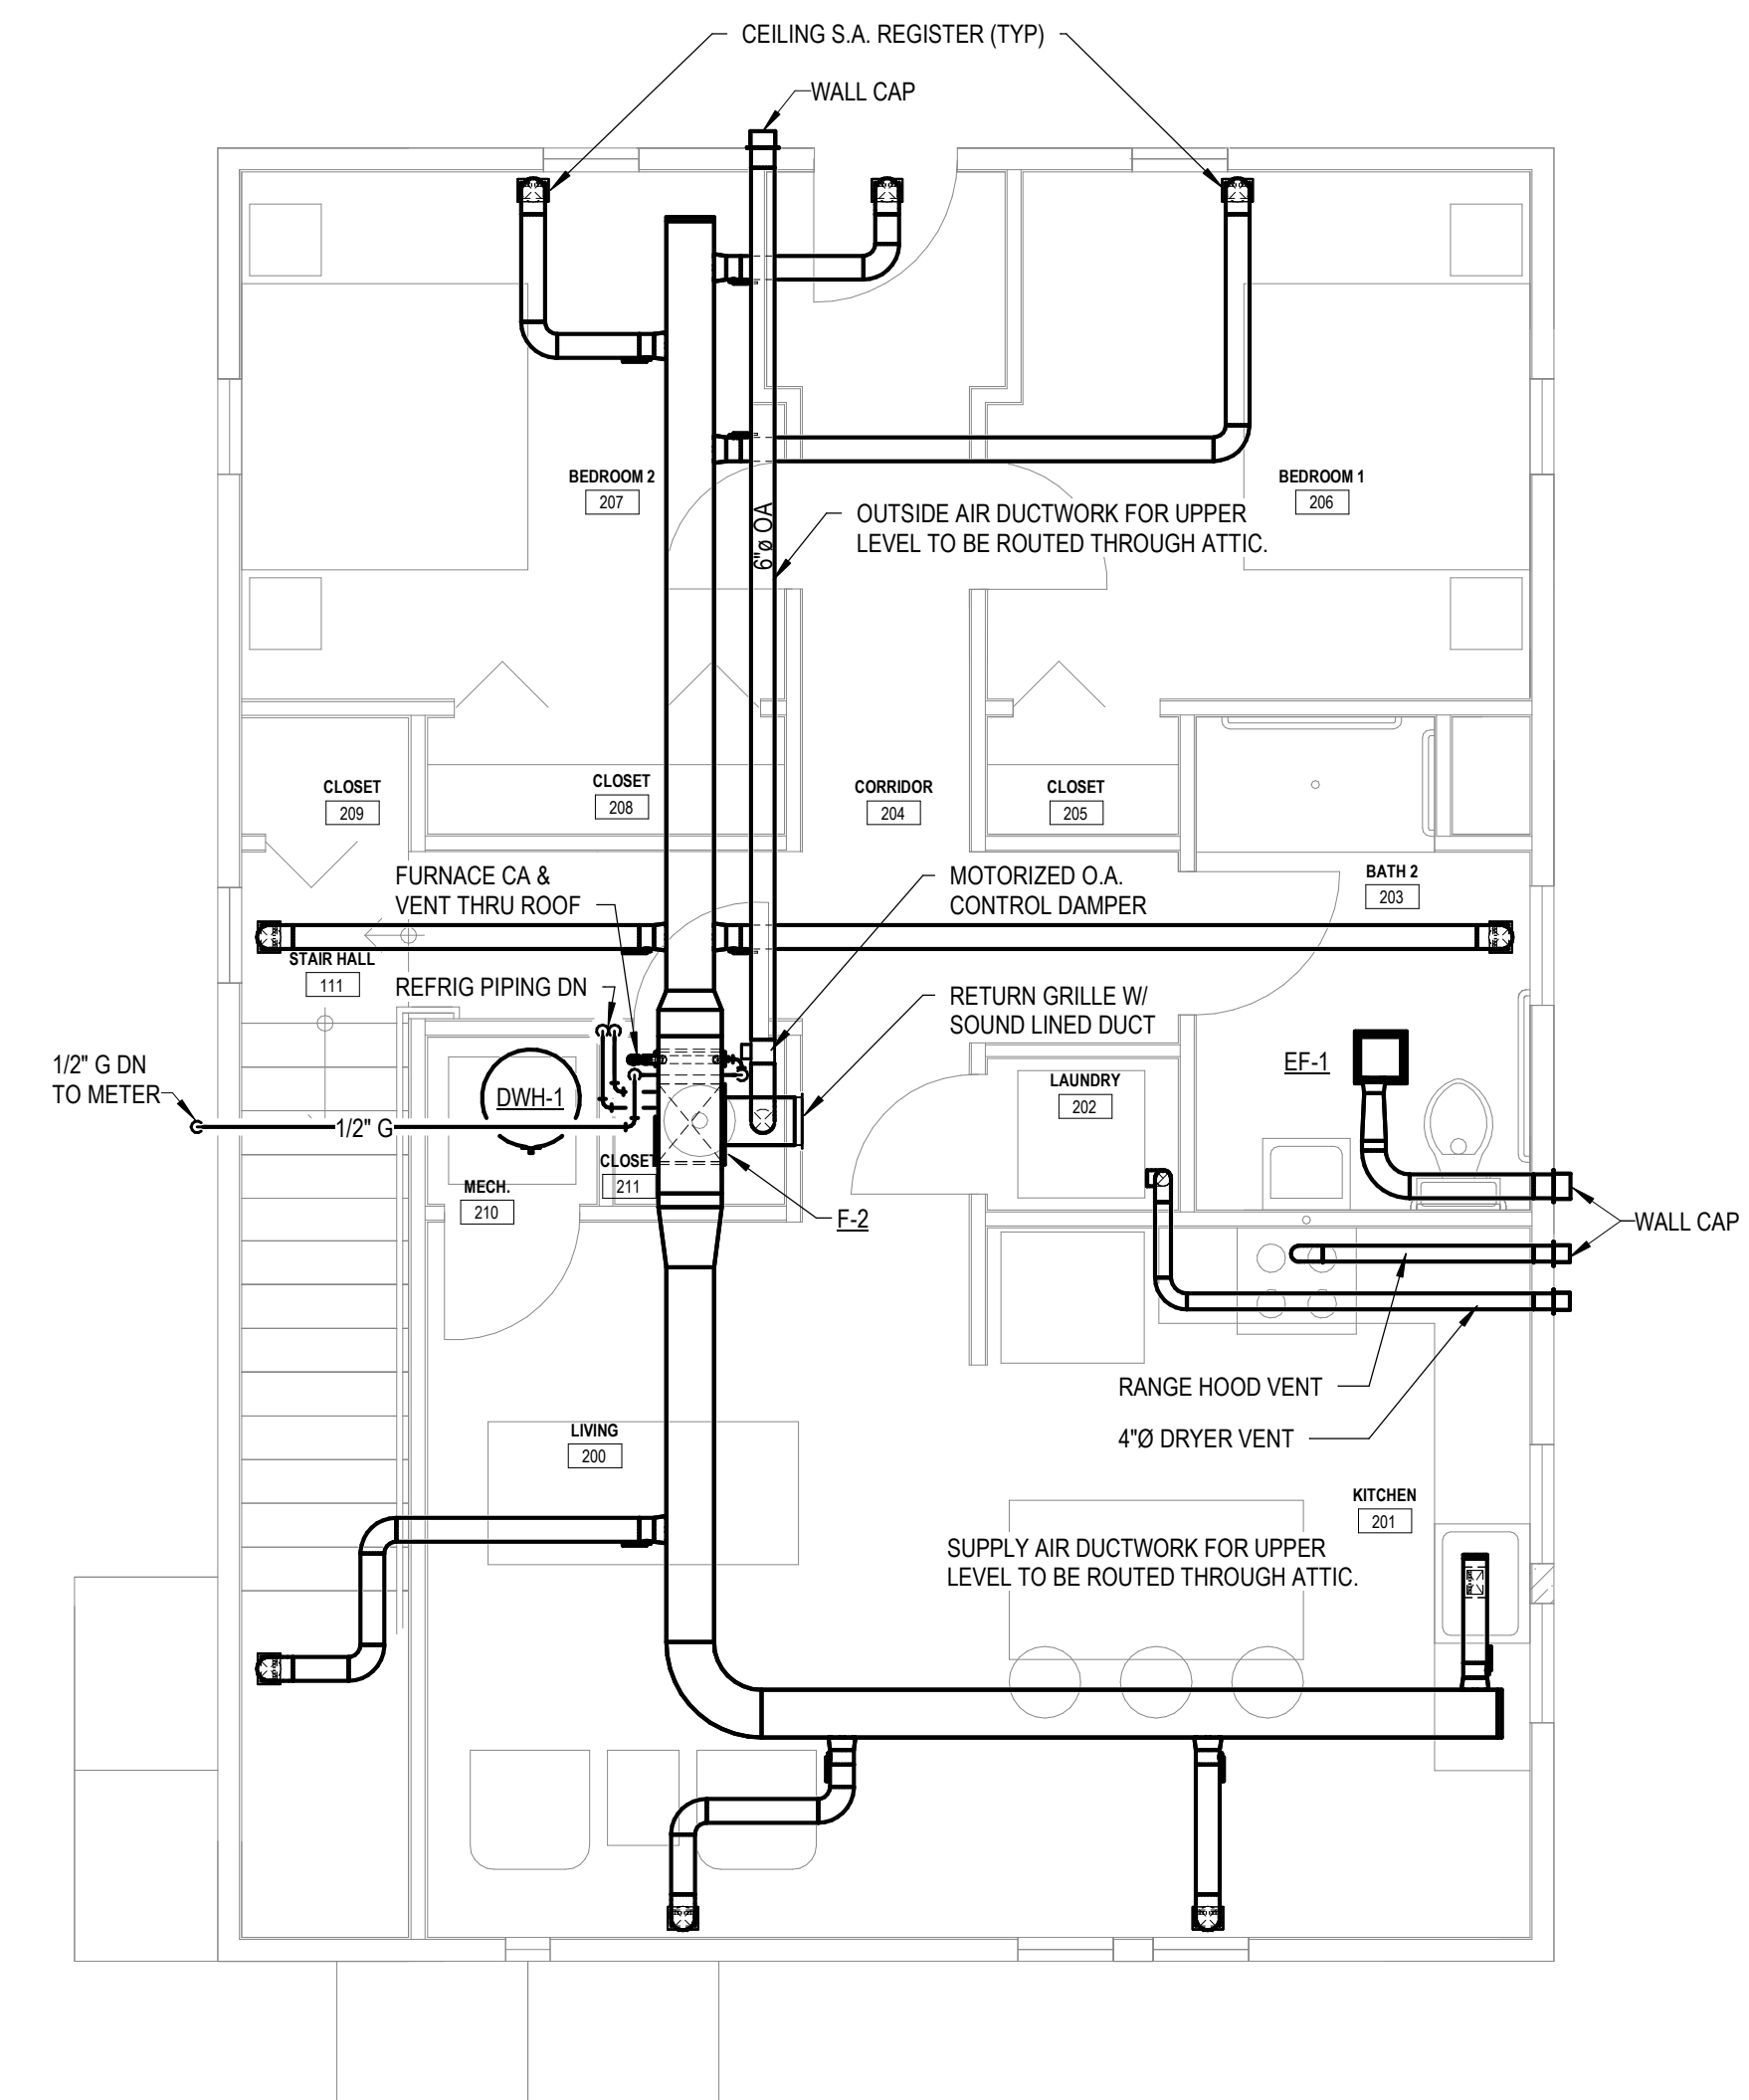 CEILING S.A. REGISTER (TYP)
WALL CAP
BEDROOM 2
207
BEDROOM 1
206
6"ø OA
OUTSIDE AIR DUCTWORK FOR UPPER
LEVEL TO BE ROUTED THROUGH ATTIC.
CLOSET
209
CLOSET
208
CORRIDOR
204
CLOSET
205
FURNACE CA &
VENT THRU ROOF
MOTORIZED O.A.
CONTROL DAMPER
BATH 2
203
STAIR HALL
111
REFRIG PIPING DN
RETURN GRILLE W/
SOUND LINED DUCT
1/2" G DN
TO METER
DWH-1
LAUNDRY
202
EF-1
1/2" G
CLOSET
211
MECH.
210
F-2
WALL CAP
RANGE HOOD VENT
4"Ø DRYER VENT
LIVING
200
KITCHEN
201
SUPPLY AIR DUCTWORK FOR UPPER
LEVEL TO BE ROUTED THROUGH ATTIC.